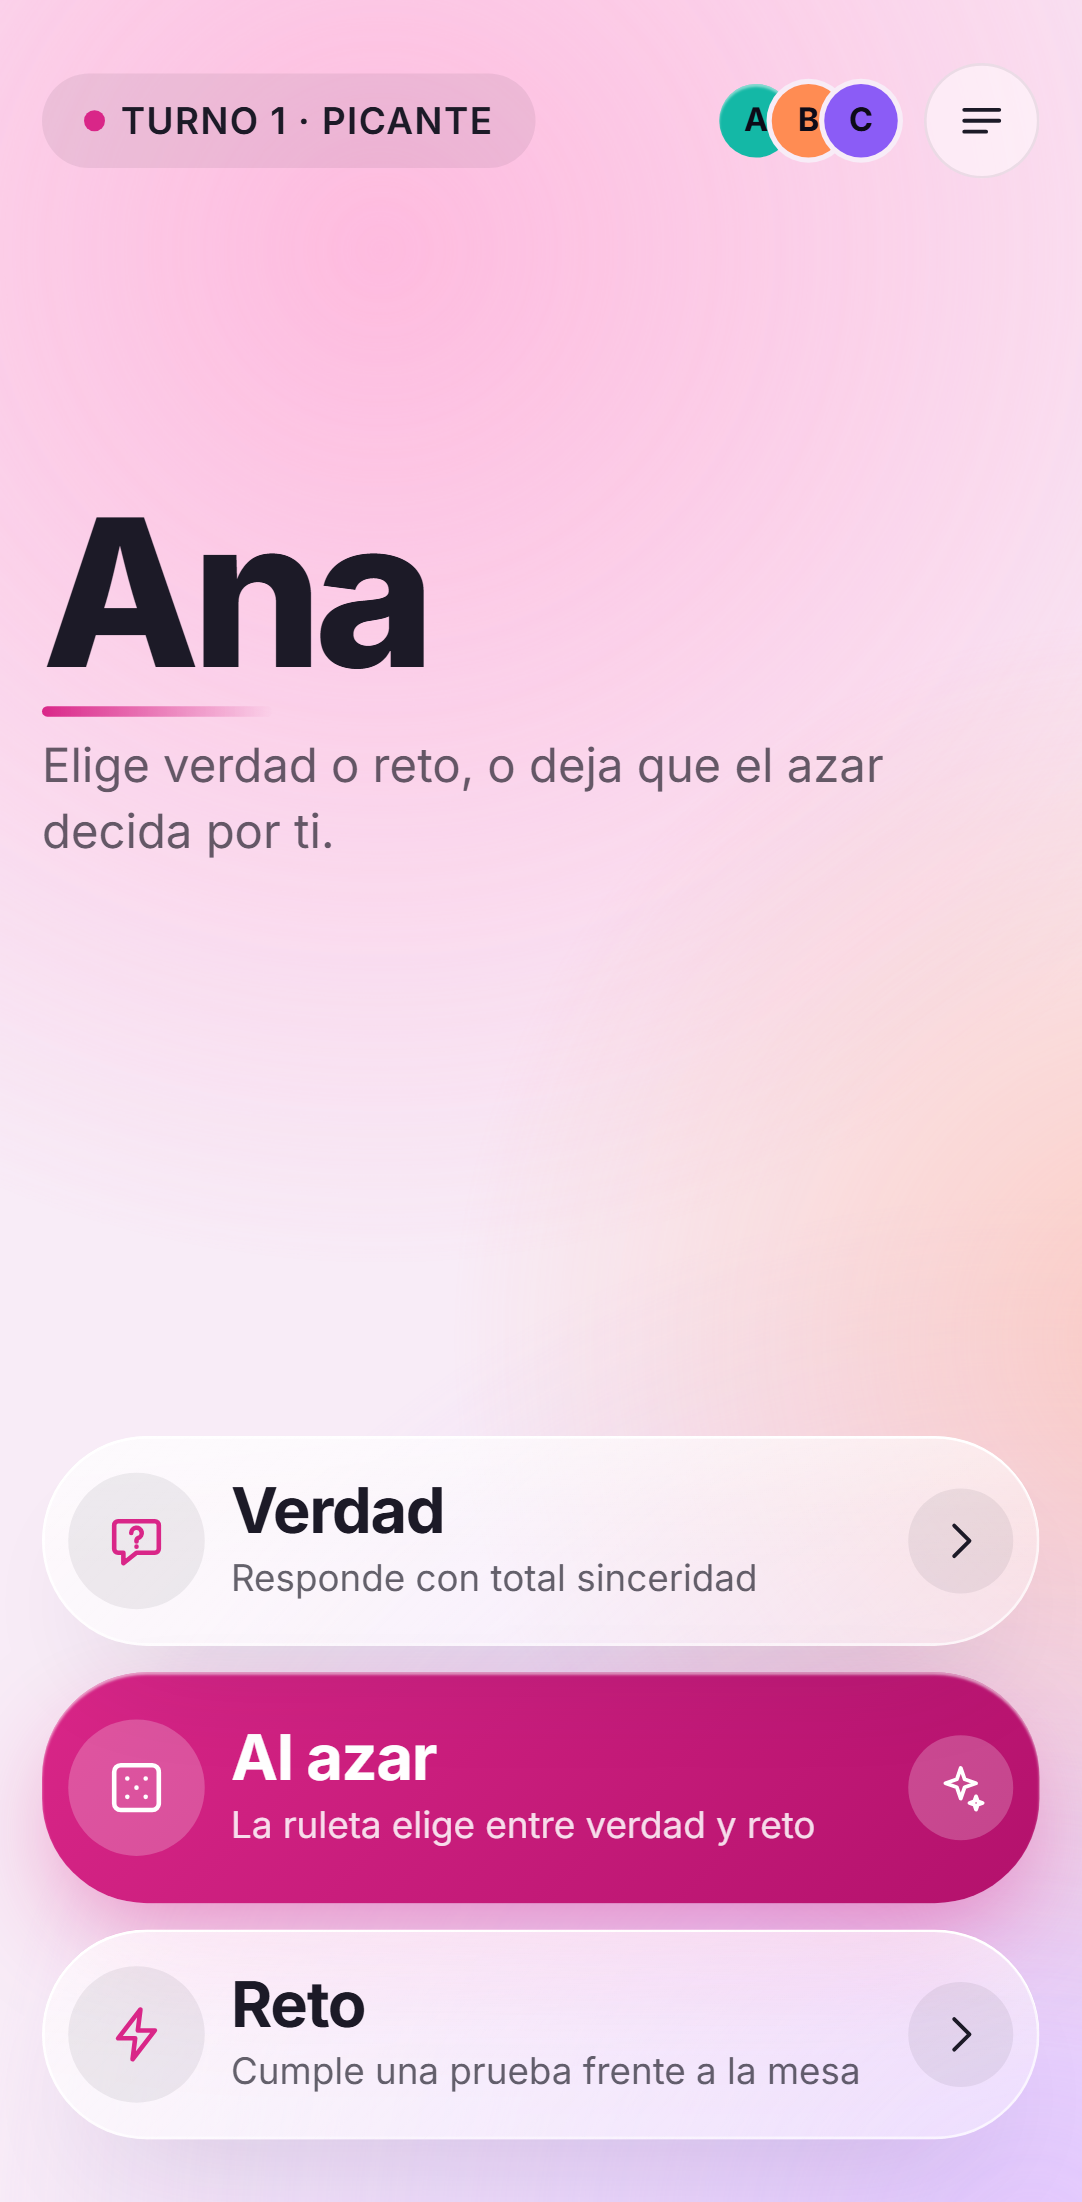 TURNO 1 · PICANTE
A B C
Ana
Elige verdad o reto, o deja que el azar
decida por ti.
Verdad
Responde con total sinceridad
Al azar
La ruleta elige entre verdad y reto
Reto
Cumple una prueba frente a la mesa